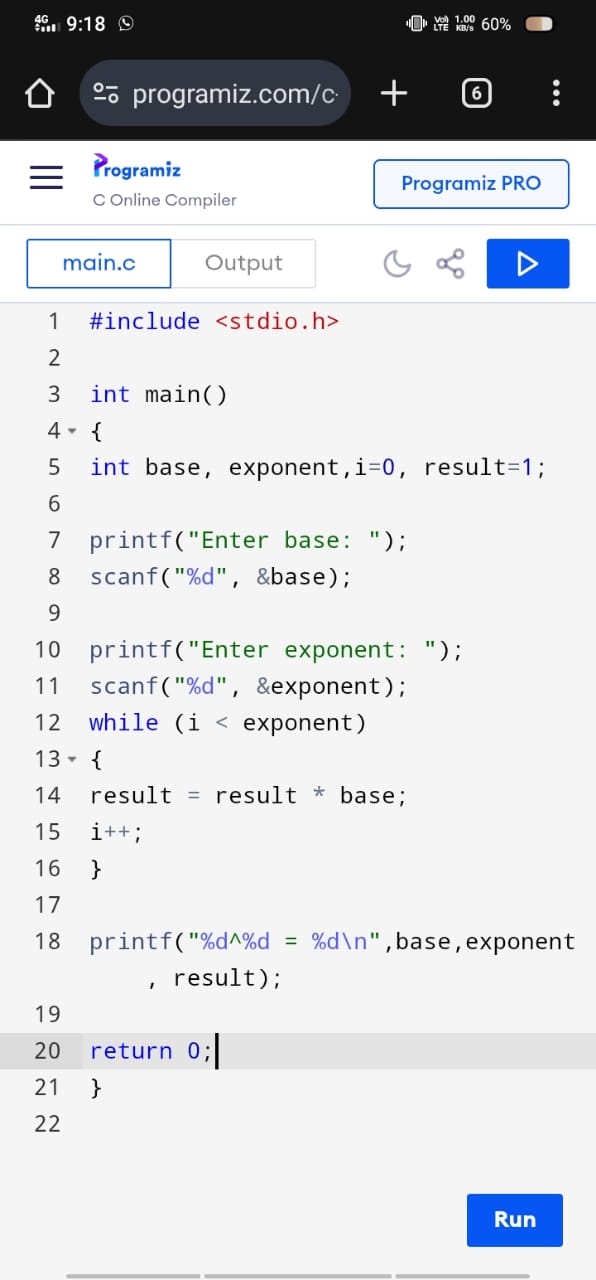 4G 9:18 Vo) LTE 1.00 KB/s 60%
programiz.com/c 6
Programiz
C Online Compiler
Programiz PRO
main.c Output
1 #include <stdio.h>
2
3 int main()
4 {
5 int base, exponent,i=0, result=1;
6
7 printf("Enter base: ");
8 scanf("%d", &base);
9
10 printf("Enter exponent: ");
11 scanf("%d", &exponent);
12 while (i < exponent)
13 {
14 result = result * base;
15 i++;
16 }
17
18 printf("%d^%d = %d\n",base,exponent
, result);
19
20 return 0;
21 }
22
Run